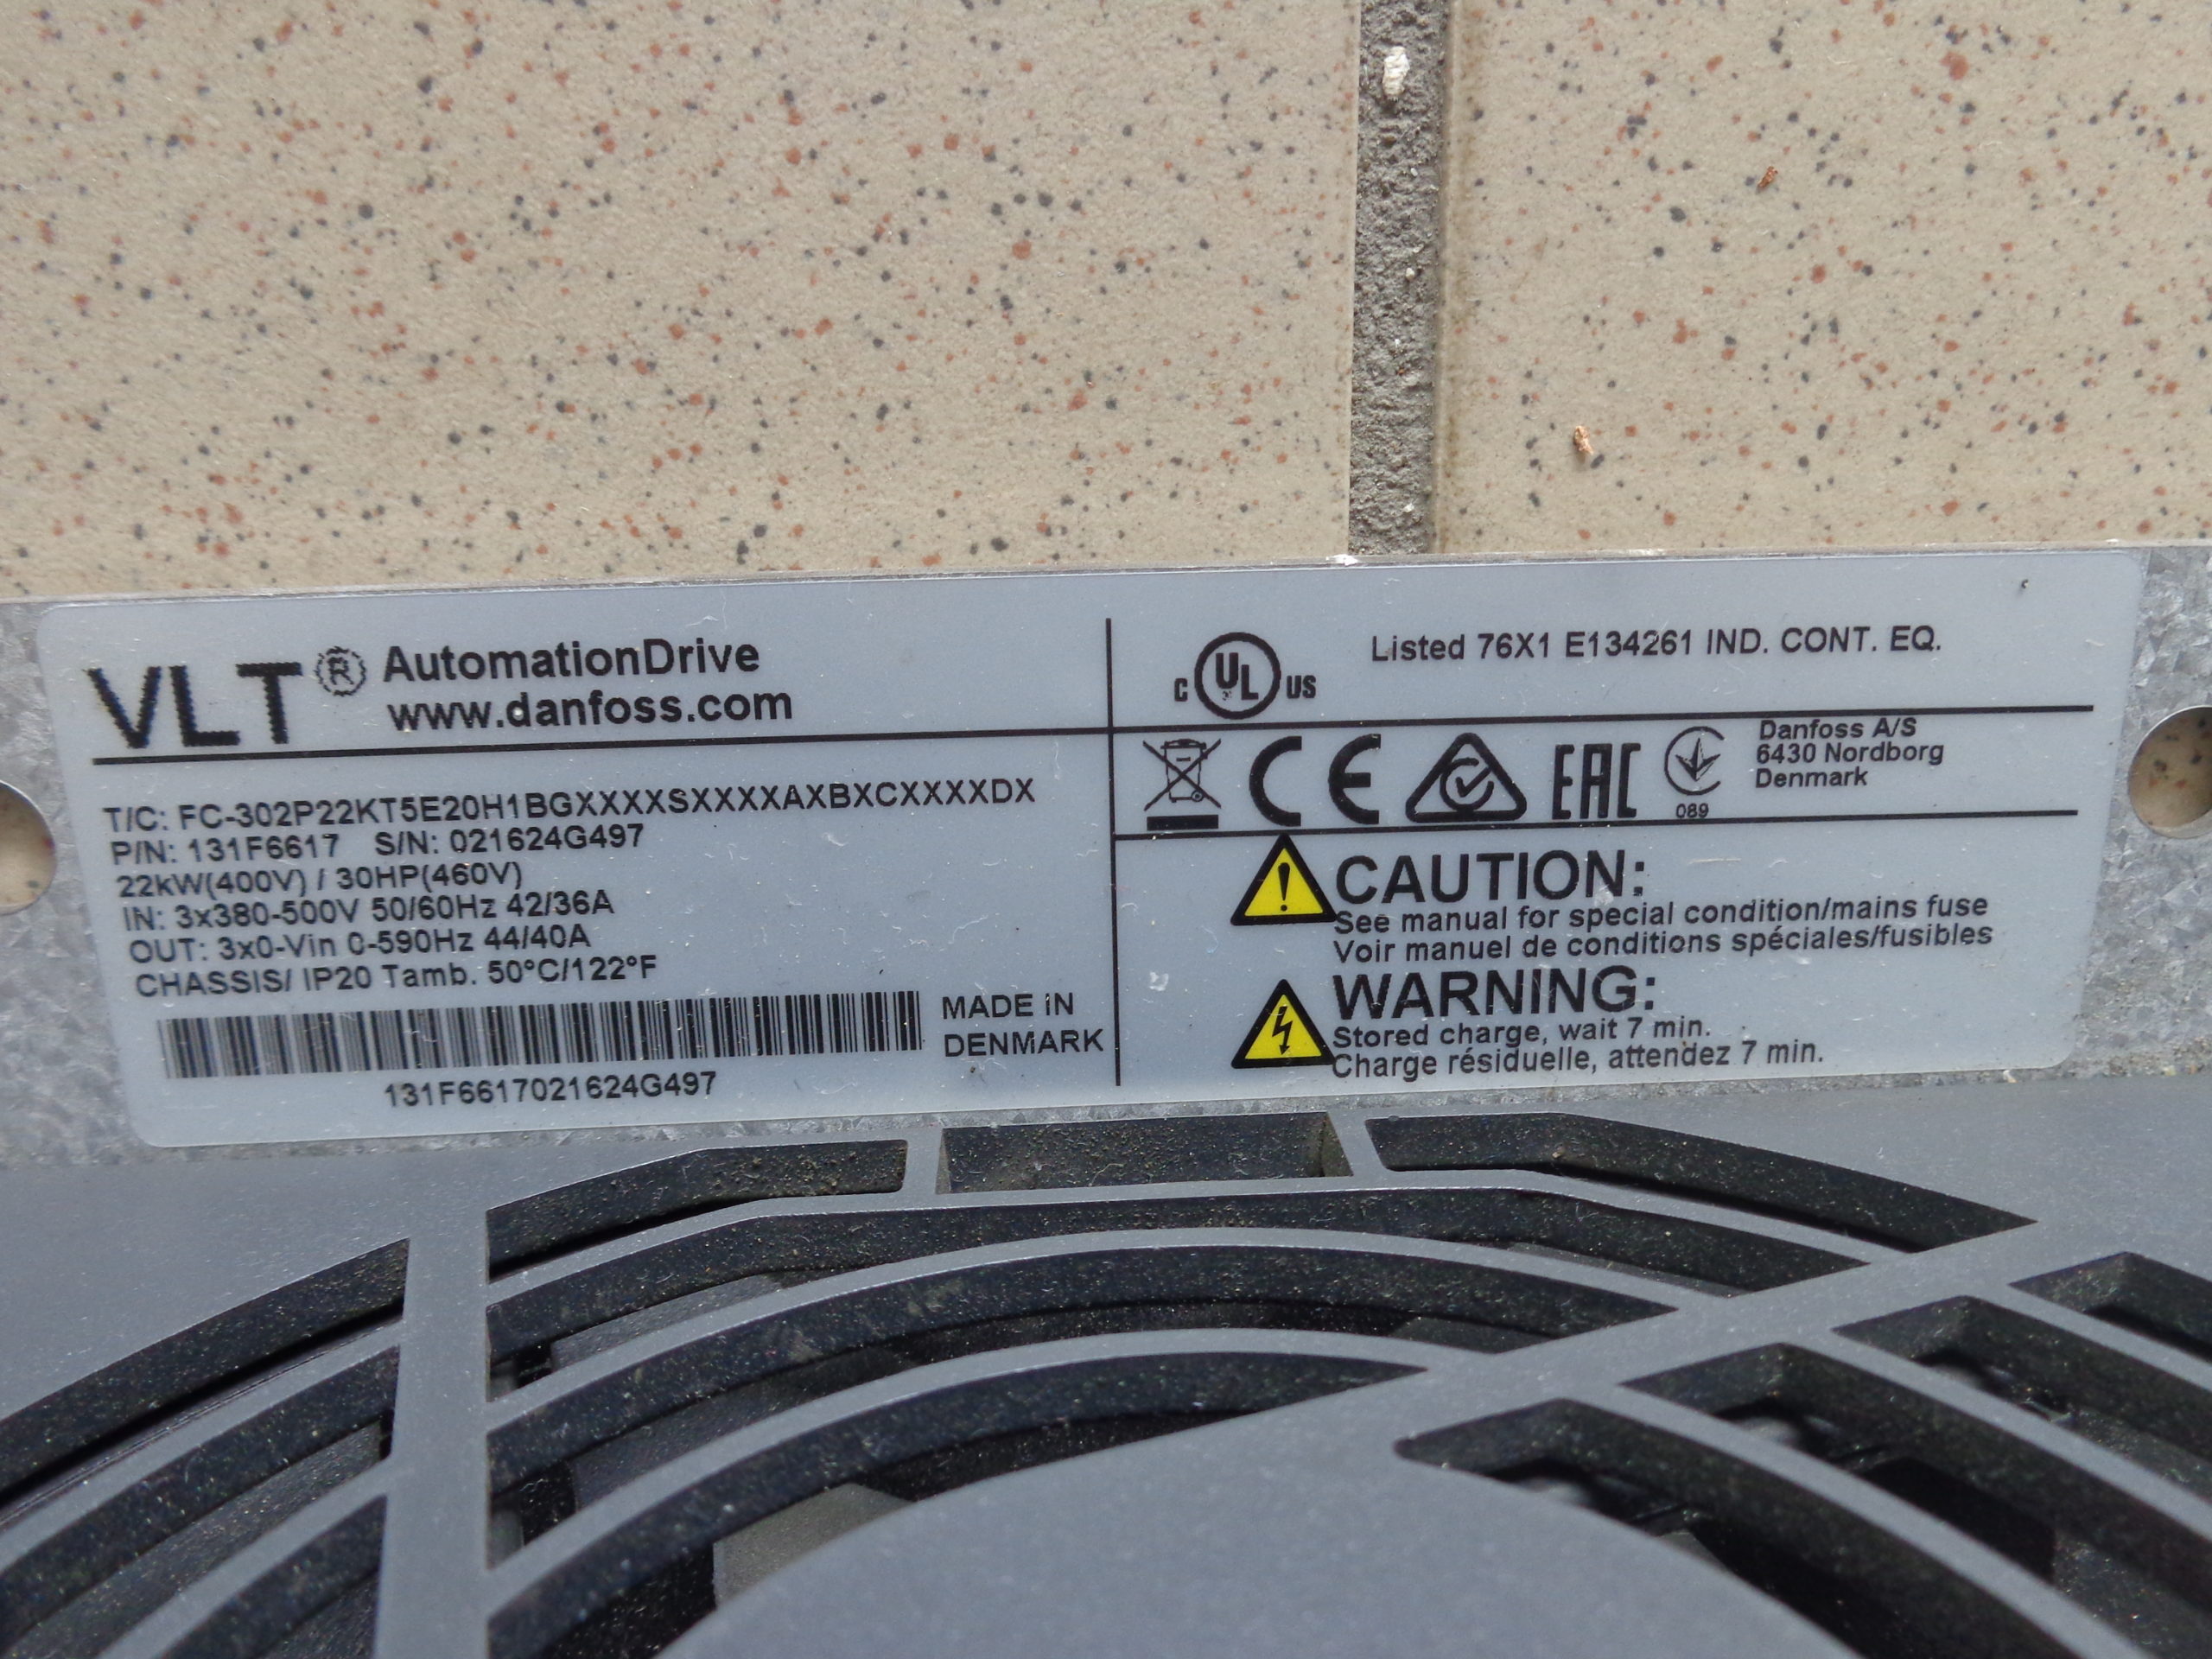 VLT® AutomationDrive
www.danfoss.com
T/C: FC-302P22KT5E20H1BGXXXXSXXXXAXBXCXXXXDX
P/N: 131F6617 S/N: 021624G497
22kW(400V) / 30HP(460V)
IN: 3x380-500V 50/60Hz 42/36A
OUT: 3x0-Vin 0-590Hz 44/40A
CHASSIS/ IP20 Tamb. 50°C/122°F
MADE IN
DENMARK
131F6617021624G497
C UL US
Listed 76X1 E134261 IND. CONT. EQ.
CE EAC
089
Danfoss A/S
6430 Nordborg
Denmark
CAUTION:
See manual for special condition/mains fuse
Voir manuel de conditions spéciales/fusibles
WARNING:
Stored charge, wait 7 min.
Charge résiduelle, attendez 7 min.